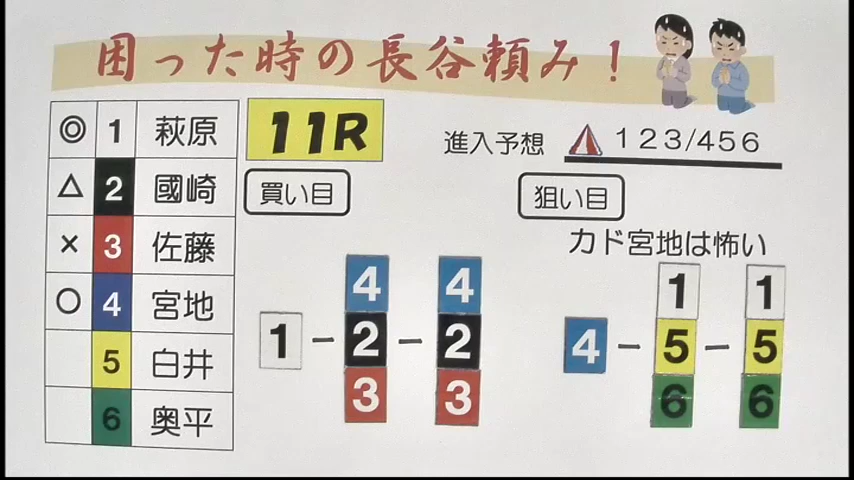 困った時の長谷頼み!
◎ 1 萩原
△ 2 國崎
× 3 佐藤
○ 4 宮地
5 白井
6 奥平
11R
進入予想 123/456
買い目
4 4
1 - 2 - 2
3 3
狙い目
カド宮地は怖い
1 1
4 - 5 - 5
6 6